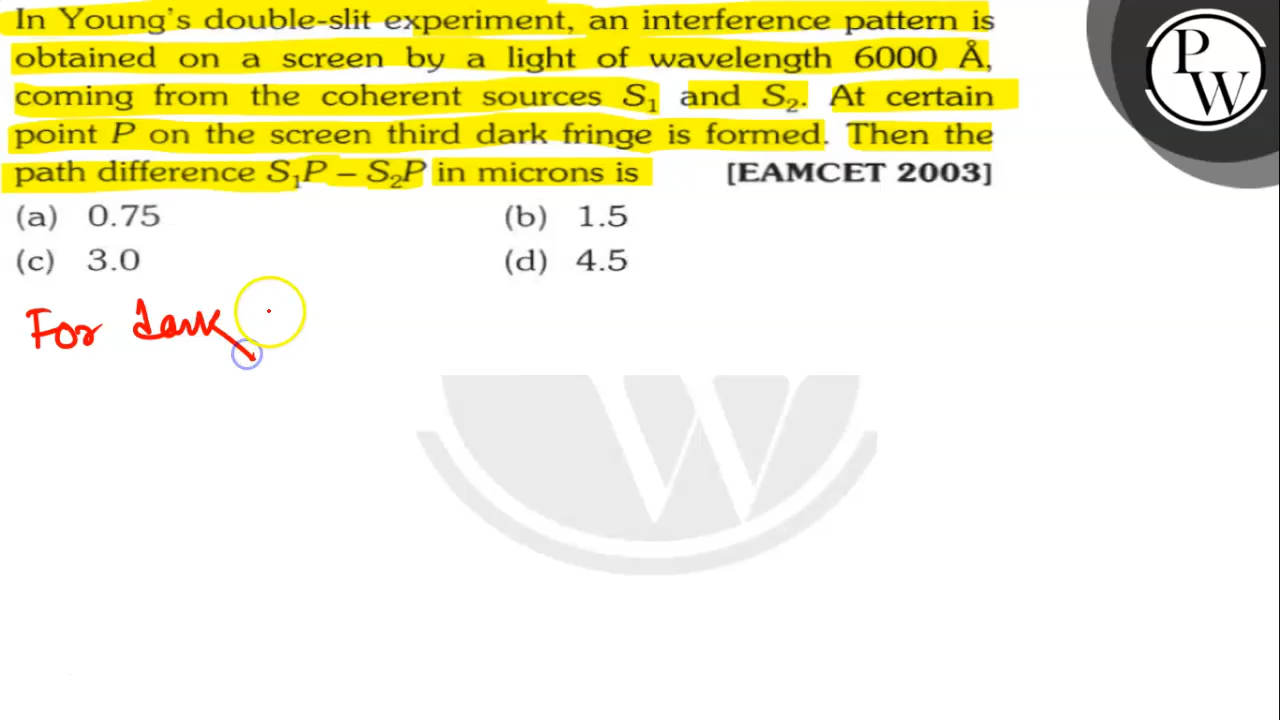 In Young's double-slit experiment, an interference pattern is
obtained on a screen by a light of wavelength 6000 Å,
coming from the coherent sources S₁ and S₂. At certain
point P on the screen third dark fringe is formed. Then the
path difference S₁P – S₂P in microns is [EAMCET 2003]
(a) 0.75 (b) 1.5
(c) 3.0 (d) 4.5
For dark
P
W